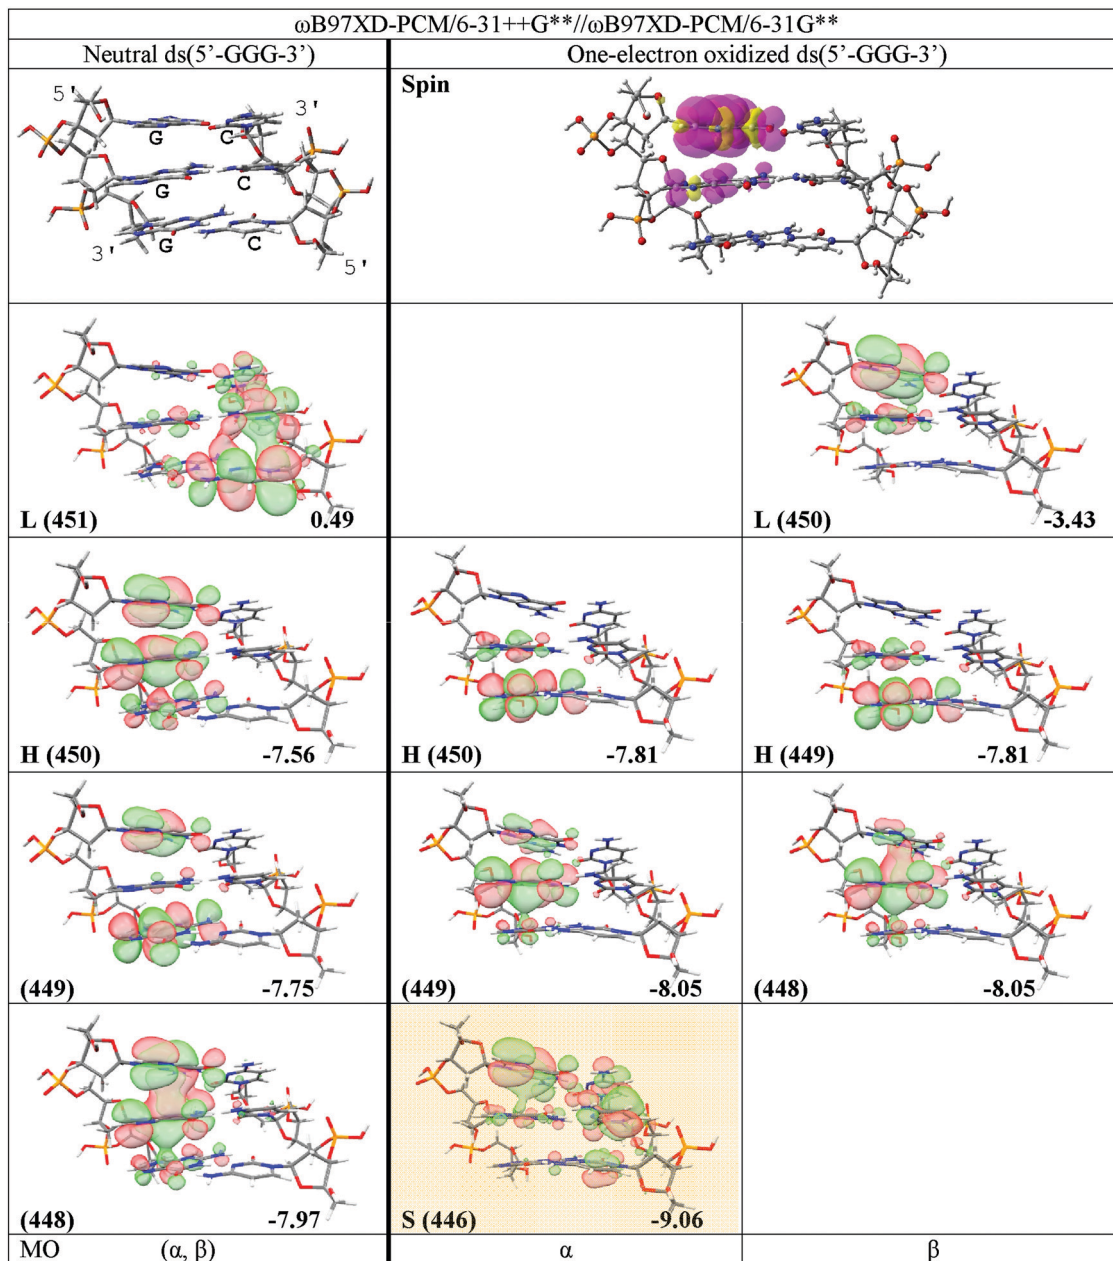 ωB97XD-PCM/6-31++G**//ωB97XD-PCM/6-31G**
Neutral ds(5’-GGG-3’)
One-electron oxidized ds(5’-GGG-3’)
Spin
5'
3'
G
C
G
C
3'
G
C
5'
L (451) 0.49
L (450) -3.43
H (450) -7.56
H (450) -7.81
H (449) -7.81
(449) -7.75
(449) -8.05
(448) -8.05
(448) -7.97
S (446) -9.06
MO (α, β)
α
β